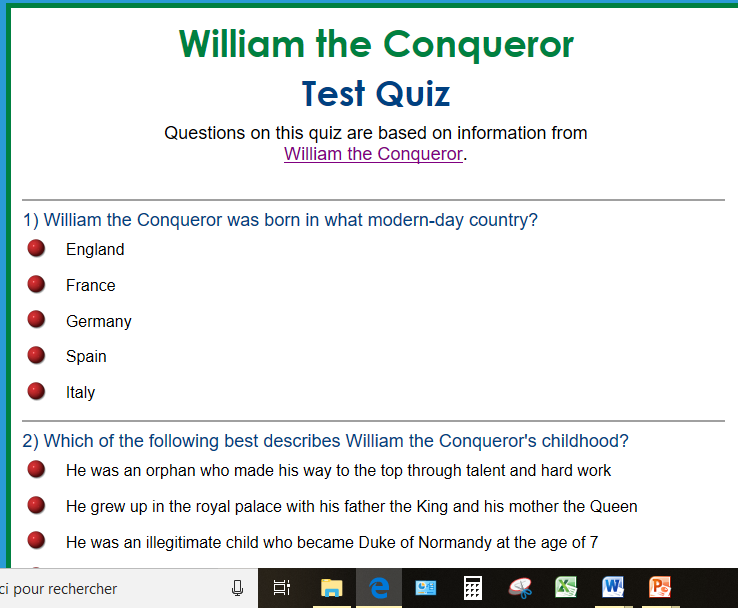 William the Conqueror
Test Quiz
Questions on this quiz are based on information from
William the Conqueror.
1) William the Conqueror was born in what modern-day country?
England
France
Germany
Spain
Italy
2) Which of the following best describes William the Conqueror's childhood?
He was an orphan who made his way to the top through talent and hard work
He grew up in the royal palace with his father the King and his mother the Queen
He was an illegitimate child who became Duke of Normandy at the age of 7
ci pour rechercher